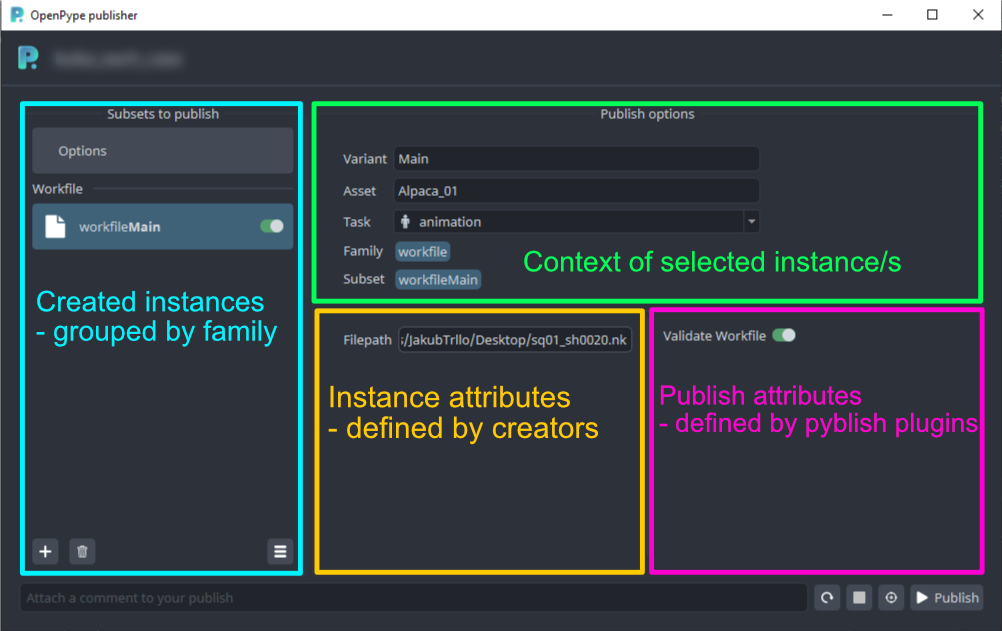 OpenPype publisher
Subsets to publish
Options
Workfile
workfileMain
Created instances
- grouped by family
Publish options
Variant Main
Asset Alpaca_01
Task animation
Family workfile
Subset workfileMain
Context of selected instance/s
Filepath :/JakubTrllo/Desktop/sq01_sh0020.nk
Instance attributes
- defined by creators
Validate Workfile
Publish attributes
- defined by pyblish plugins
Attach a comment to your publish
Publish